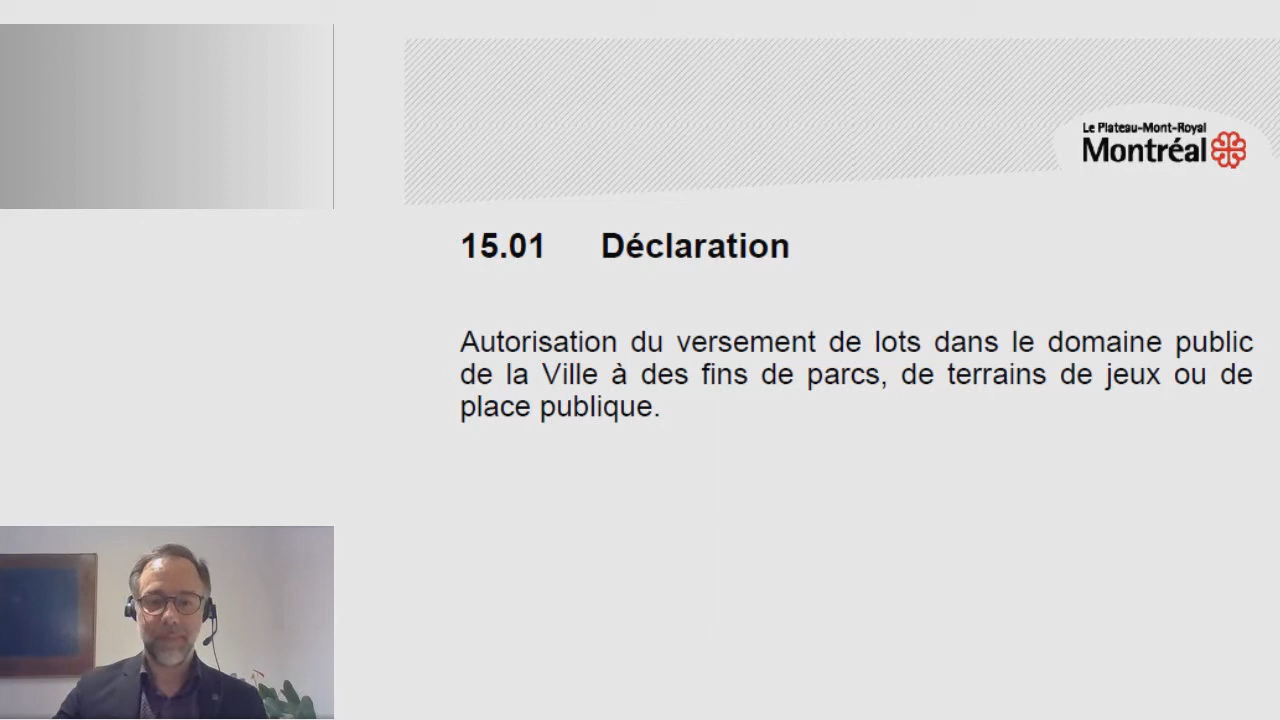 Le Plateau-Mont-Royal
Montréal
15.01 Déclaration
Autorisation du versement de lots dans le domaine public
de la Ville à des fins de parcs, de terrains de jeux ou de
place publique.